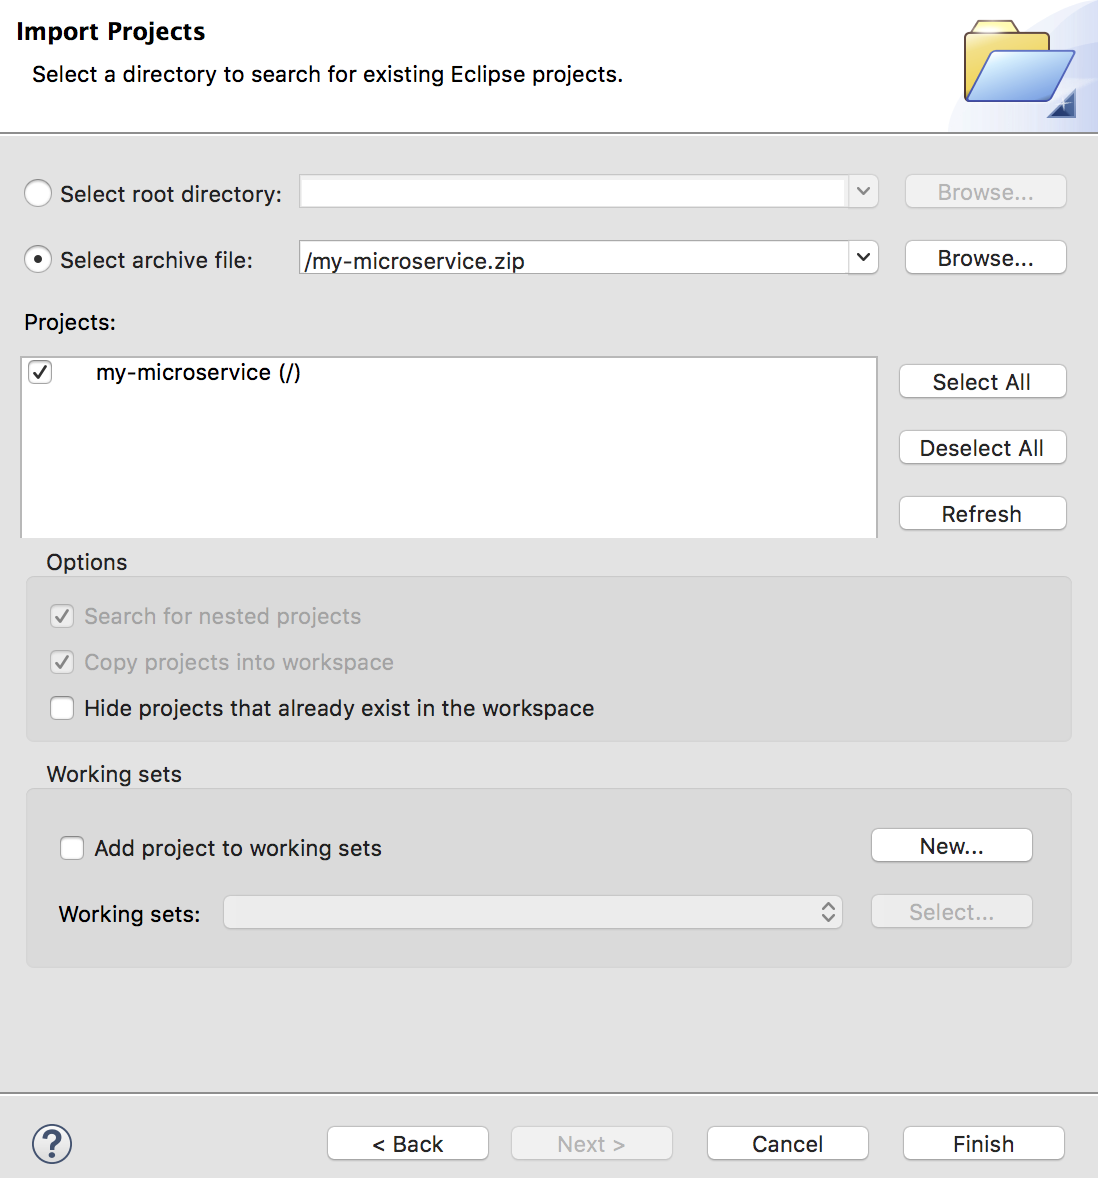 Import Projects
Select a directory to search for existing Eclipse projects.
Select root directory:
Browse...
Select archive file:
/my-microservice.zip
Browse...
Projects:
my-microservice (/)
Select All
Deselect All
Refresh
Options
Search for nested projects
Copy projects into workspace
Hide projects that already exist in the workspace
Working sets
Add project to working sets
New...
Working sets:
Select...
?
< Back
Next >
Cancel
Finish